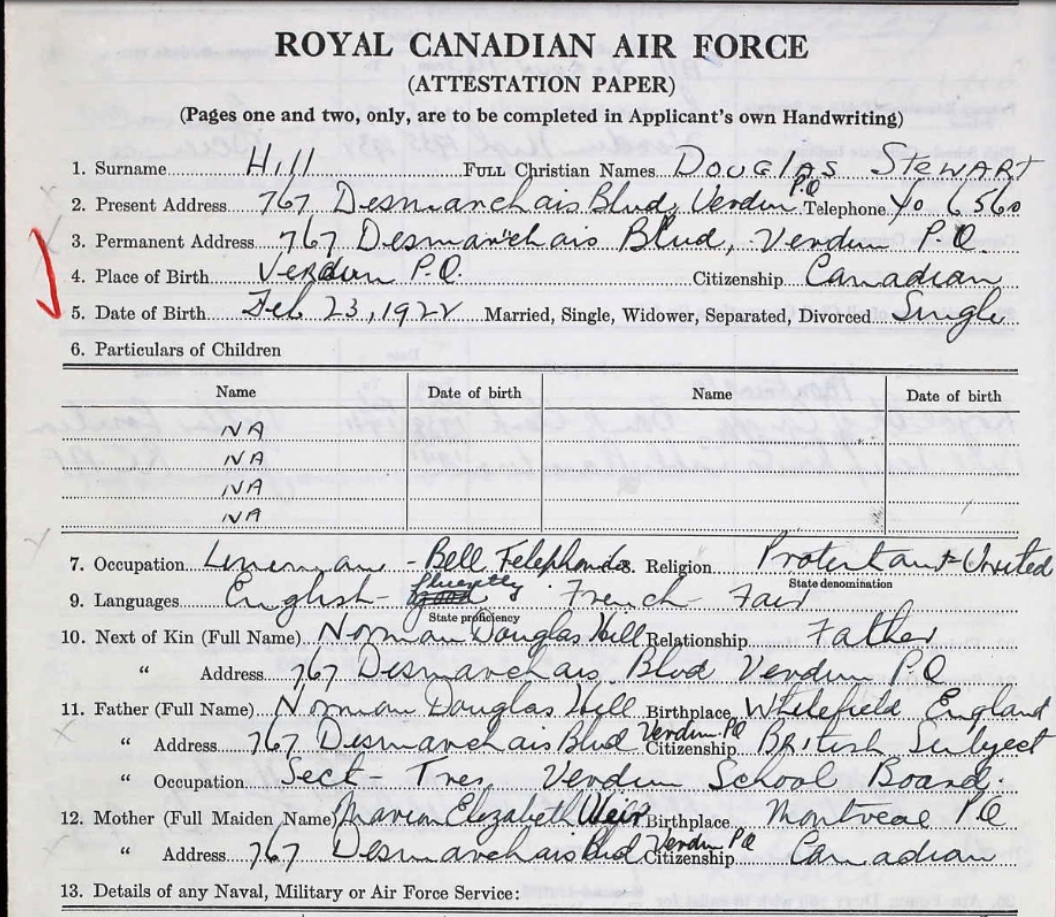 ROYAL CANADIAN AIR FORCE
(ATTESTATION PAPER)
(Pages one and two, only, are to be completed in Applicant's own Handwriting)
1. Surname Hill FULL Christian Names DOUGlAS STEWART
2. Present Address 767 Desmarchais Blvd, Verdun P.Q Telephone Yo 6560
3. Permanent Address 767 Desmarchais Blvd, Verdun P.Q.
4. Place of Birth Verdun P.Q. Citizenship Canadian
5. Date of Birth Feb 23, 1922 Married, Single, Widower, Separated, Divorced Single
6. Particulars of Children
Name Date of birth Name Date of birth
NA
NA
NA
NA
7. Occupation Lineman - Bell Telephone Religion Protestant-United
State denomination
9. Languages English - fluently French - Fair
State proficiency
10. Next of Kin (Full Name) Norman Douglas Hill Relationship Father
" Address 767 Desmarchais Blvd Verdun P.Q
11. Father (Full Name) Norman Douglas Hill Birthplace Whitefield England
" Address 767 Desmarchais Blvd Verdun PQ Citizenship British Subject
" Occupation Sect - Tres Verdun School Board.
12. Mother (Full Maiden Name) Marion Elizabeth Weir Birthplace Montreal P.Q
" Address 767 Desmarchais Blvd Verdun PQ Citizenship Canadian
13. Details of any Naval, Military or Air Force Service: